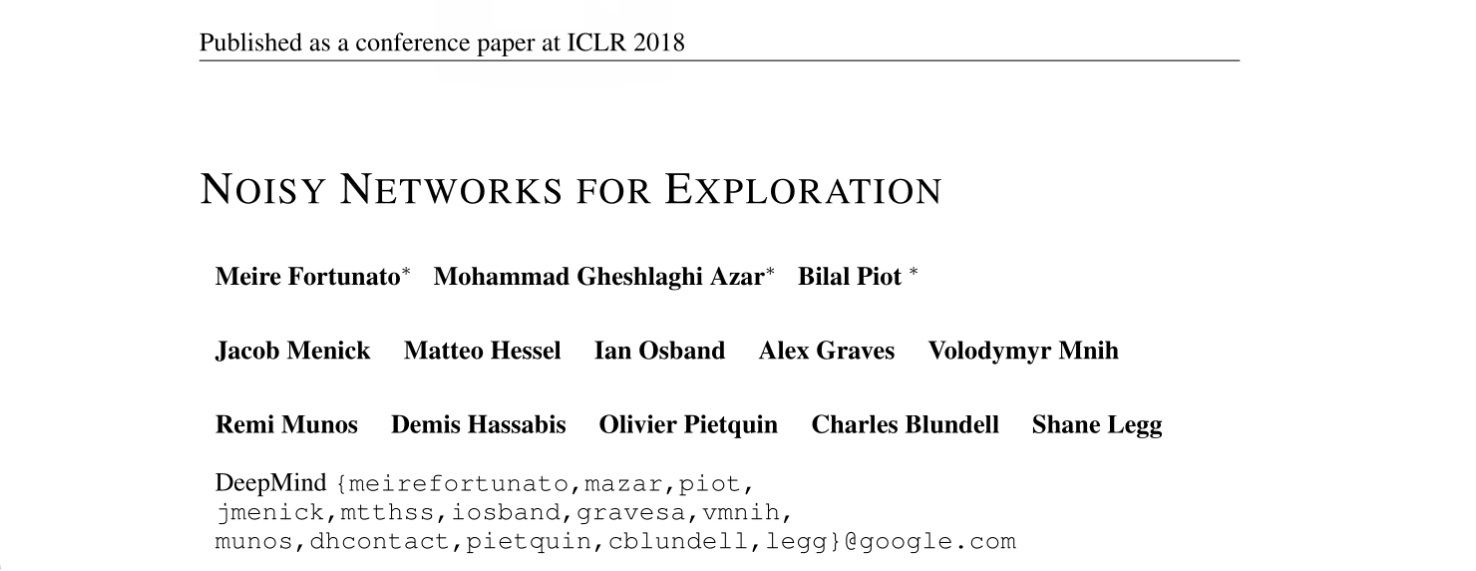 Published as a conference paper at ICLR 2018
NOISY NETWORKS FOR EXPLORATION
Meire Fortunato* Mohammad Gheshlaghi Azar* Bilal Piot *
Jacob Menick Matteo Hessel Ian Osband Alex Graves Volodymyr Mnih
Remi Munos Demis Hassabis Olivier Pietquin Charles Blundell Shane Legg
DeepMind {meirefortunato,mazar,piot,
jmenick,mtthss,iosband,gravesa,vmnih,
munos,dhcontact,pietquin,cblundell,legg}@google.com